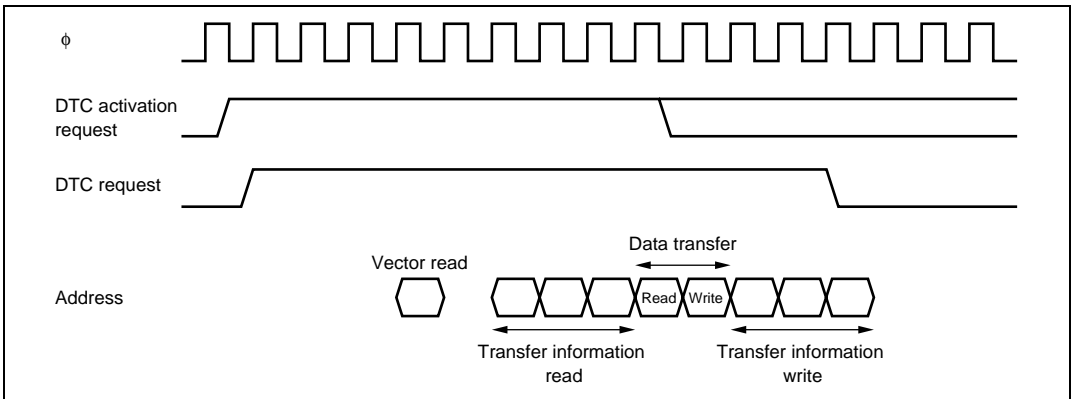 ϕ
DTC activation
request
DTC request
Data transfer
Vector read
Address
Read
Write
Transfer information
read
Transfer information
write